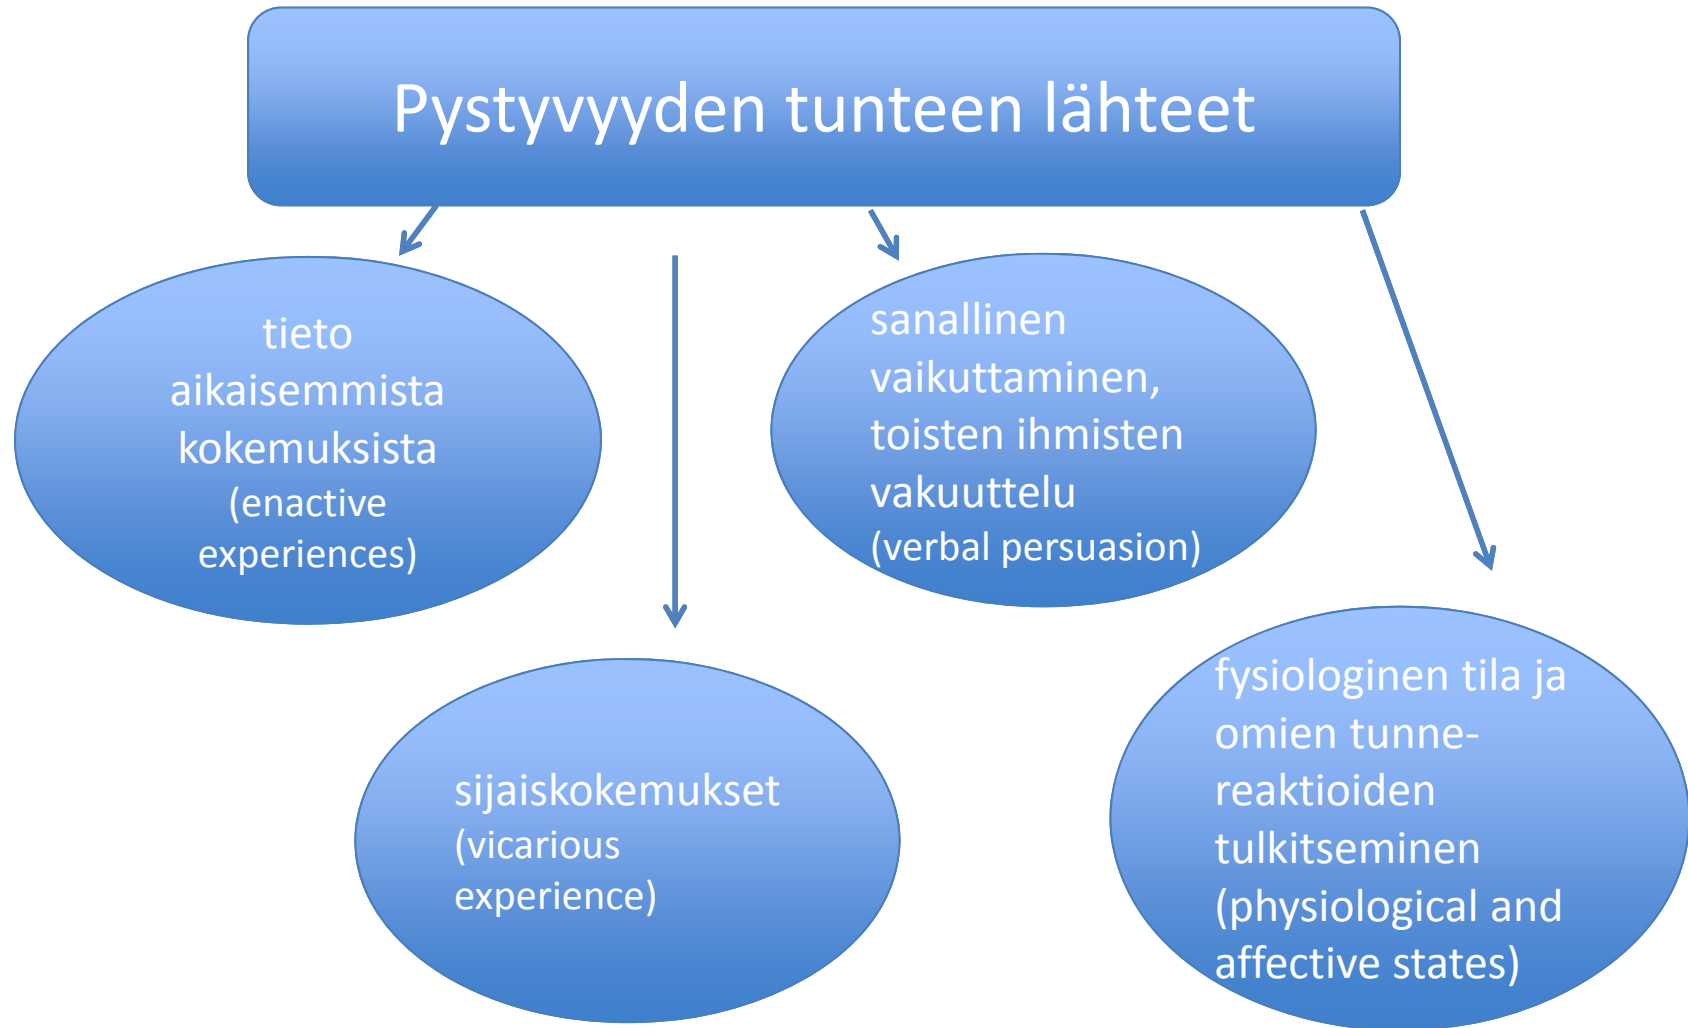 Pystyvyyden tunteen lähteet
tieto
aikaisemmista
kokemuksista
(enactive
experiences)
sanallinen
vaikuttaminen,
toisten ihmisten
vakuuttelu
(verbal persuasion)
sijaiskokemukset
(vicarious
experience)
fysiologinen tila ja
omien tunne-
reaktioiden
tulkitseminen
(physiological and
affective states)